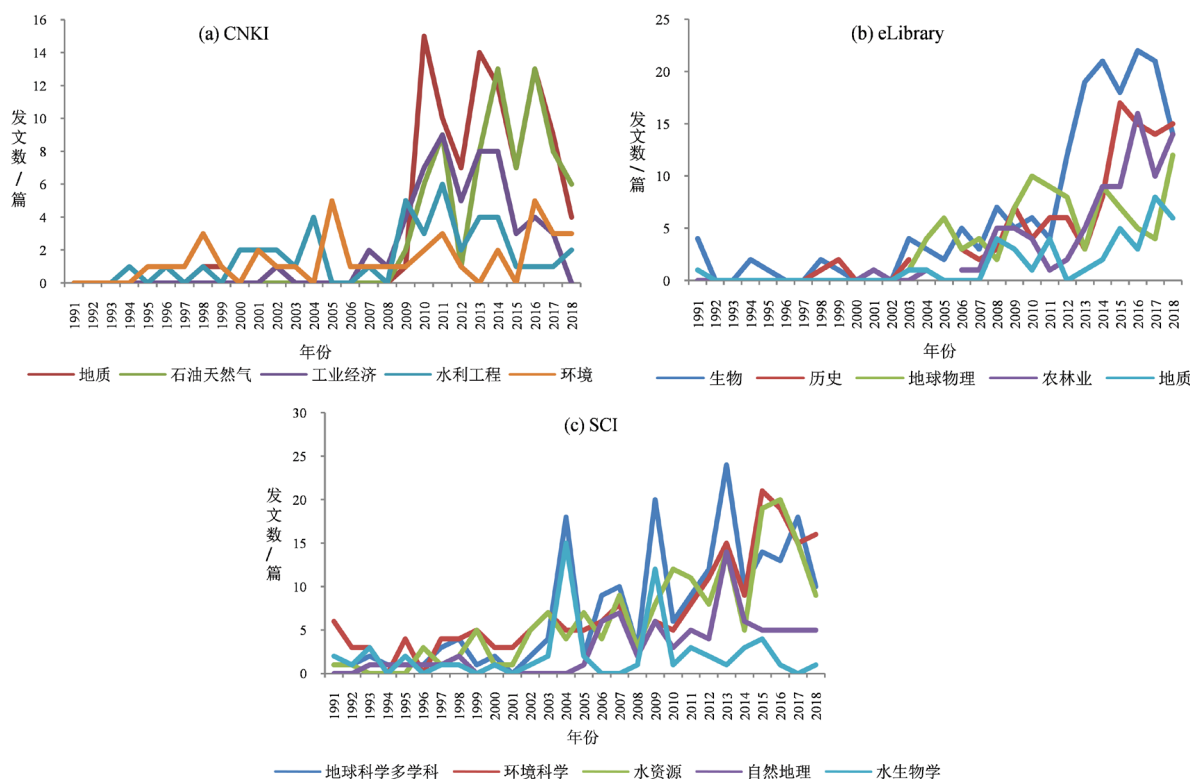 (a) CNKI
发文数/篇
16
14
12
10
8
6
4
2
0
1991 1992 1993 1994 1995 1996 1997 1998 1999 2000 2001 2002 2003 2004 2005 2006 2007 2008 2009 2010 2011 2012 2013 2014 2015 2016 2017 2018
年份
地质 石油天然气 工业经济 水利工程 环境
(b) eLibrary
发文数/篇
25
20
15
10
5
0
1991 1992 1993 1994 1995 1996 1997 1998 1999 2000 2001 2002 2003 2004 2005 2006 2007 2008 2009 2010 2011 2012 2013 2014 2015 2016 2017 2018
年份
生物 历史 地球物理 农林业 地质
(c) SCI
发文数/篇
30
25
20
15
10
5
0
1991 1992 1993 1994 1995 1996 1997 1998 1999 2000 2001 2002 2003 2004 2005 2006 2007 2008 2009 2010 2011 2012 2013 2014 2015 2016 2017 2018
年份
地球科学多学科 环境科学 水资源 自然地理 水生物学